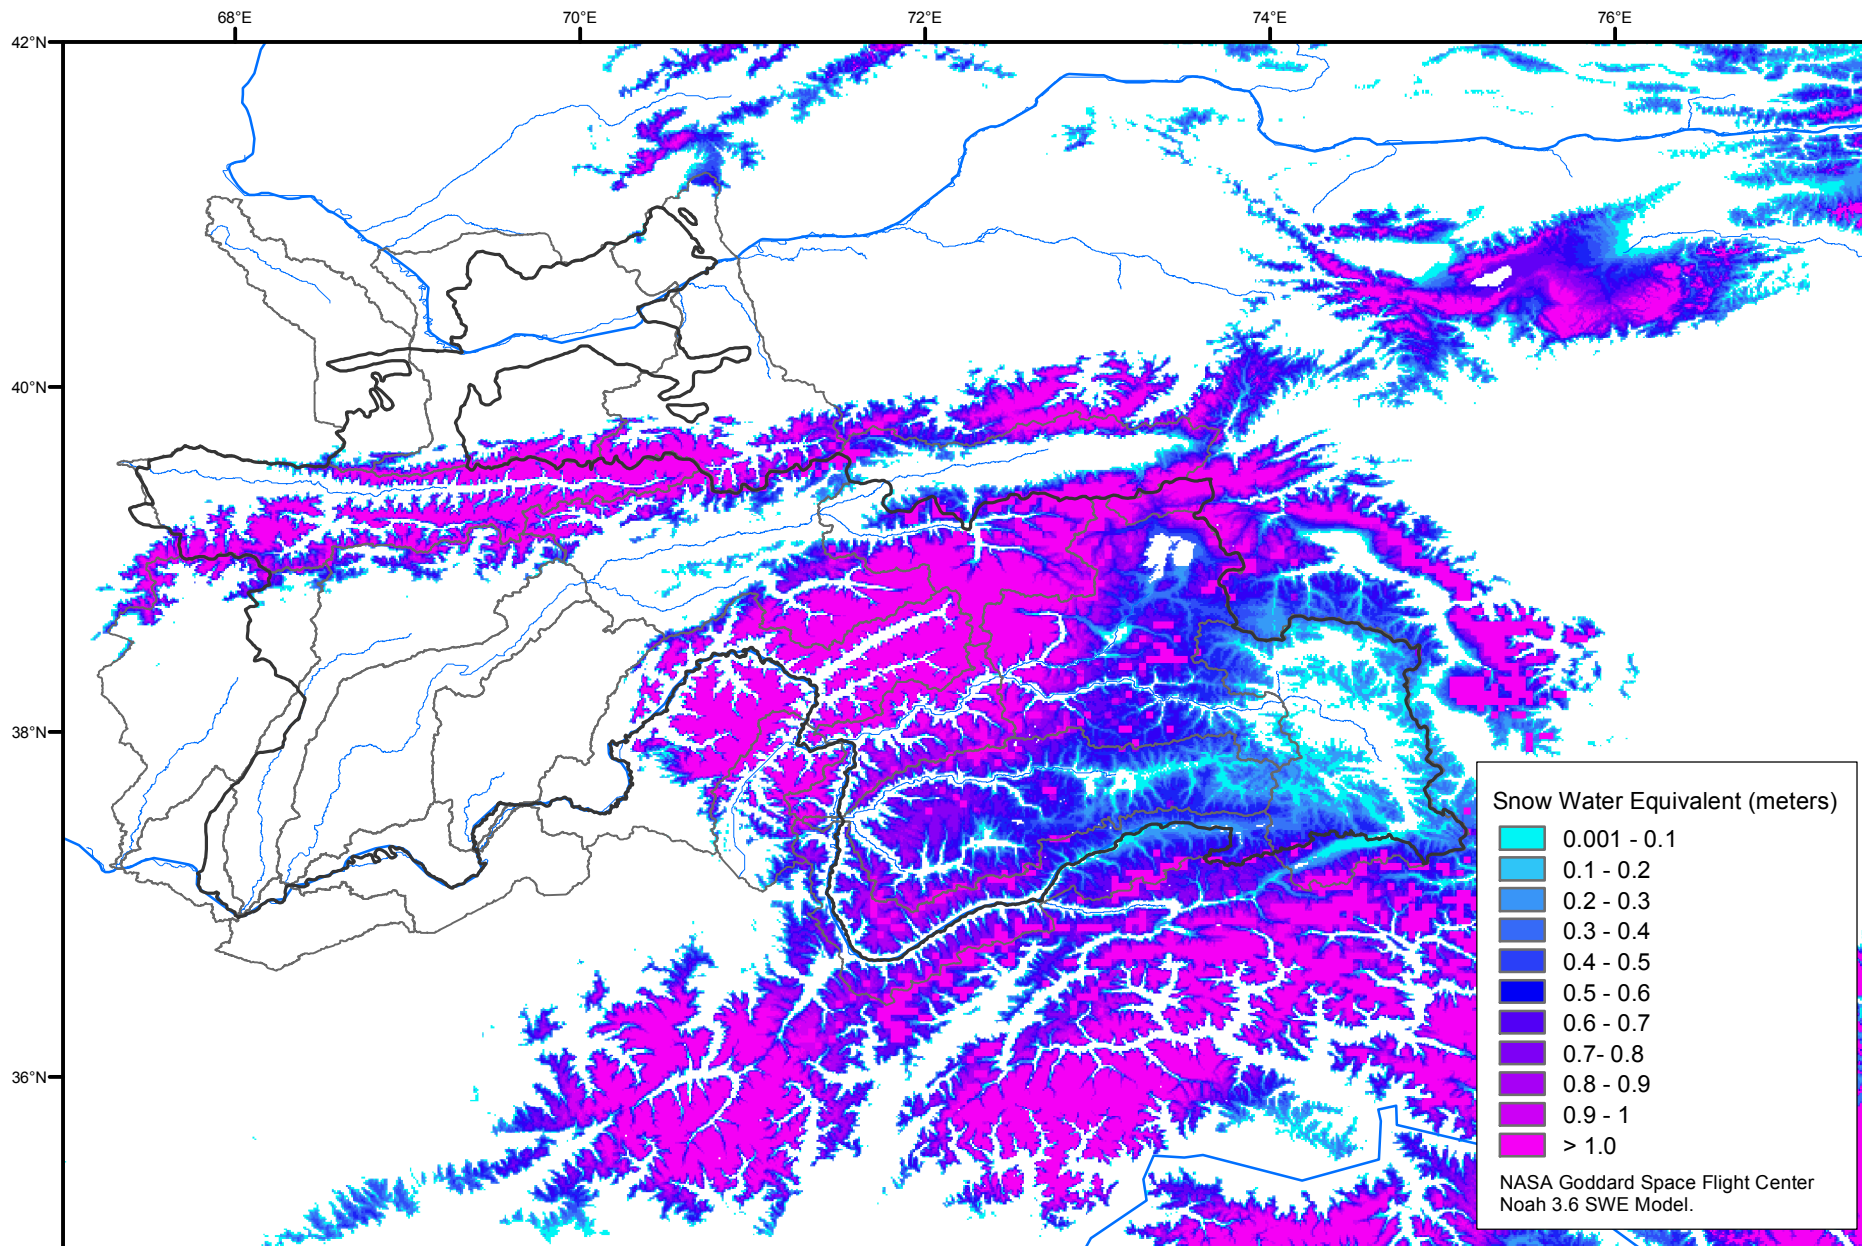 68°E
70°E
72°E
74°E
76°E
42°N
40°N
38°N
36°N
Snow Water Equivalent (meters)
0.001 - 0.1
0.1 - 0.2
0.2 - 0.3
0.3 - 0.4
0.4 - 0.5
0.5 - 0.6
0.6 - 0.7
0.7- 0.8
0.8 - 0.9
0.9 - 1
> 1.0
NASA Goddard Space Flight Center
Noah 3.6 SWE Model.